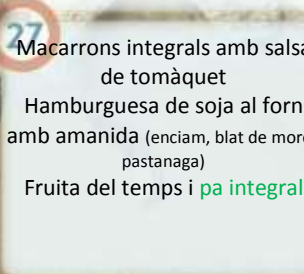 27
Macarrons integrals amb salsa
de tomàquet
Hamburguesa de soja al forn
amb amanida (enciam, blat de mor
pastanaga)
Fruita del temps i pa integral